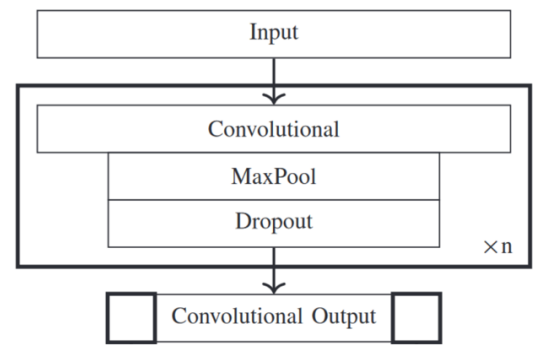 Input
Convolutional
MaxPool
Dropout
×n
Convolutional Output